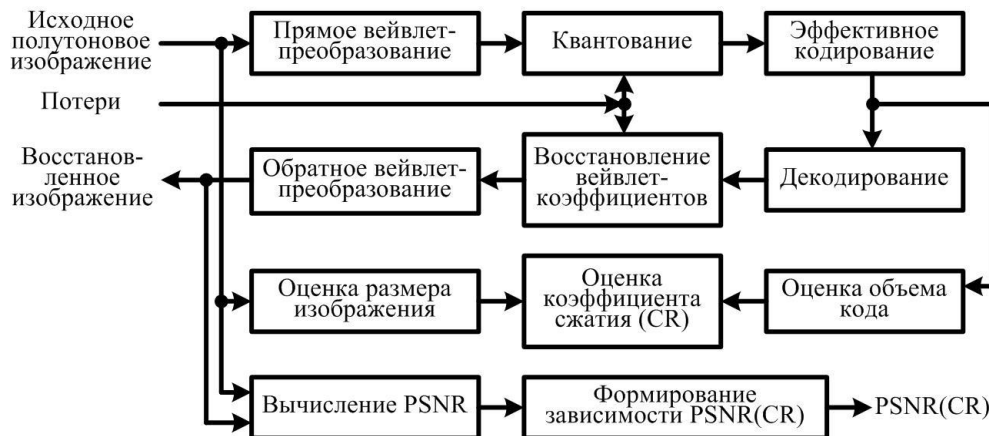 Исходное
полутоновое
изображение
Прямое вейвлет-
преобразование
Квантование
Эффективное
кодирование
Потери
Восстанов-
ленное
изображение
Обратное вейвлет-
преобразование
Восстановление
вейвлет-
коэффициентов
Декодирование
Оценка размера
изображения
Оценка
коэффициента
сжатия (CR)
Оценка объема
кода
Вычисление PSNR
Формирование
зависимости PSNR(CR)
PSNR(CR)